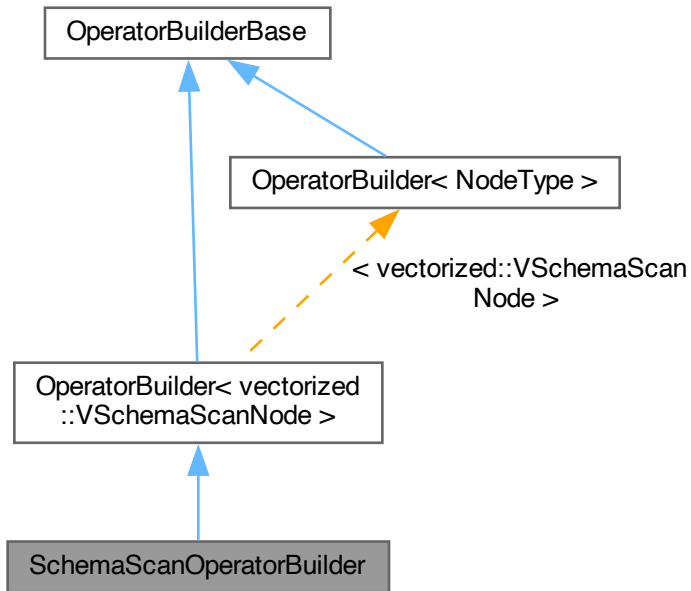 OperatorBuilderBase
OperatorBuilder< NodeType >
< vectorized::VSchemaScan
Node >
OperatorBuilder< vectorized
::VSchemaScanNode >
SchemaScanOperatorBuilder